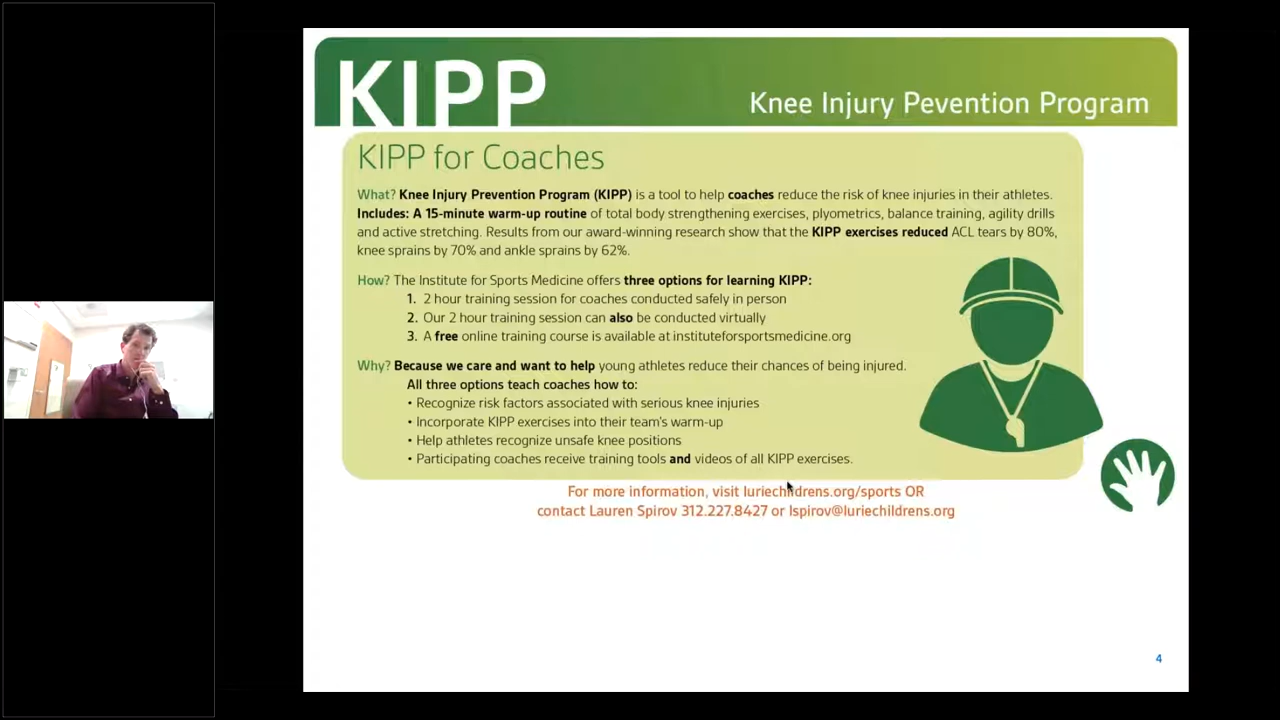 KIPP
Knee Injury Pevention Program
KIPP for Coaches
What? Knee Injury Prevention Program (KIPP) is a tool to help coaches reduce the risk of knee injuries in their athletes.
Includes: A 15-minute warm-up routine of total body strengthening exercises, plyometrics, balance training, agility drills
and active stretching. Results from our award-winning research show that the KIPP exercises reduced ACL tears by 80%,
knee sprains by 70% and ankle sprains by 62%.
How? The Institute for Sports Medicine offers three options for learning KIPP:
1. 2 hour training session for coaches conducted safely in person
2. Our 2 hour training session can also be conducted virtually
3. A free online training course is available at instituteforsportsmedicine.org
Why? Because we care and want to help young athletes reduce their chances of being injured.
All three options teach coaches how to:
• Recognize risk factors associated with serious knee injuries
• Incorporate KIPP exercises into their team's warm-up
• Help athletes recognize unsafe knee positions
• Participating coaches receive training tools and videos of all KIPP exercises.
For more information, visit luriechildrens.org/sports OR
contact Lauren Spirov 312.227.8427 or lspirov@luriechildrens.org
4